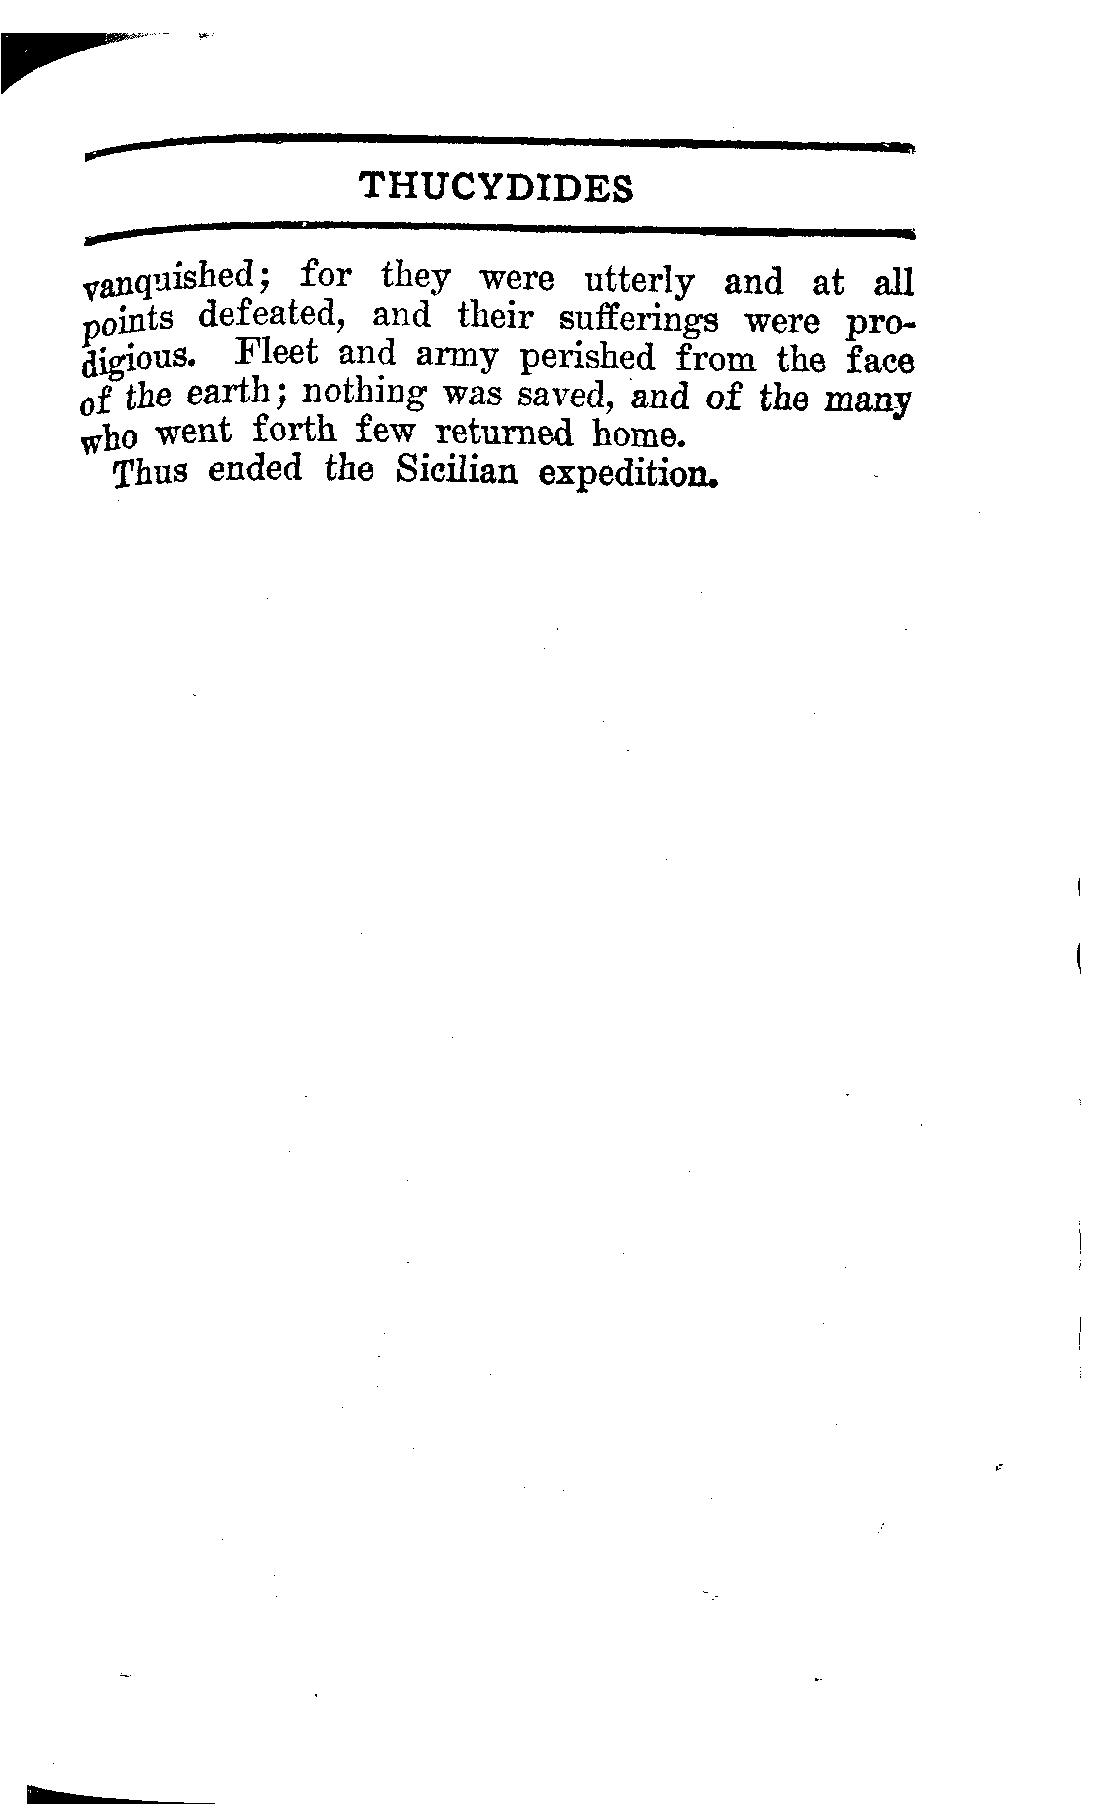 THUCYDIDES
vanquished; for they were utterly and at all
points defeated, and their sufferings were pro-
digious. Fleet and army perished from the face
of the earth; nothing was saved, and of the many
who went forth few returned home.
Thus ended the Sicilian expedition.